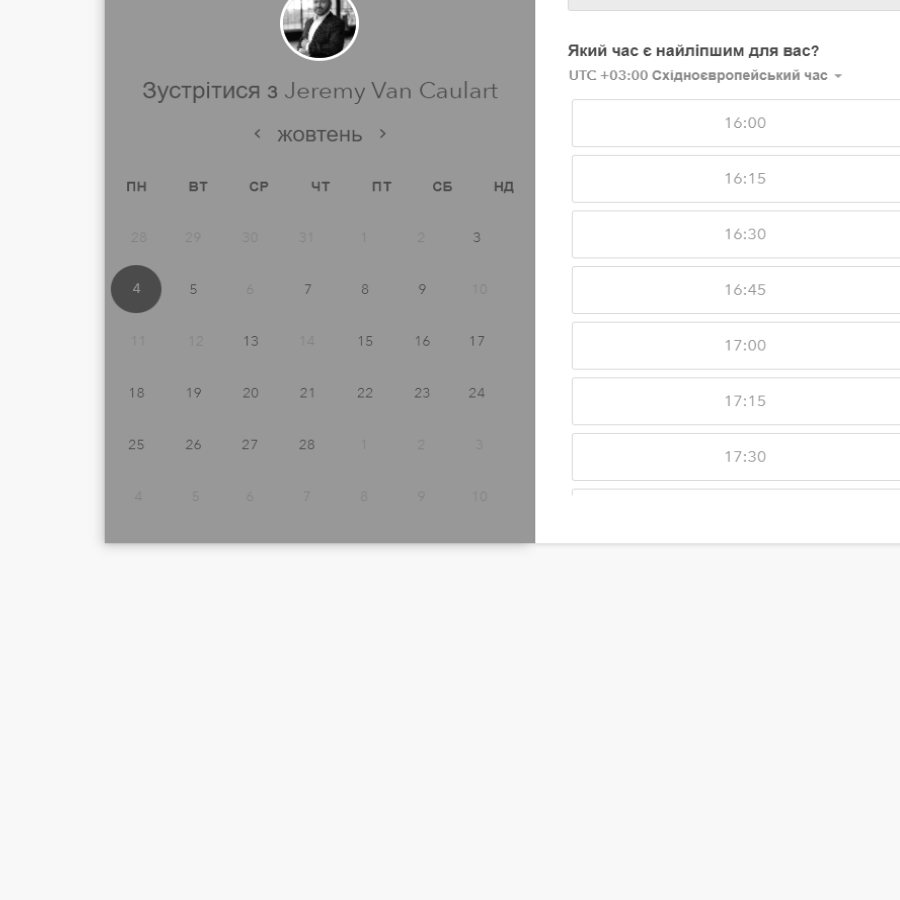 Зустрітися з Jeremy Van Caulart
‹ жовтень ›
ПН ВТ СР ЧТ ПТ СБ НД
28 29 30 31 1 2 3
4 5 6 7 8 9 10
11 12 13 14 15 16 17
18 19 20 21 22 23 24
25 26 27 28 1 2 3
4 5 6 7 8 9 10
Який час є найліпшим для вас?
UTC +03:00 Східноєвропейський час
16:00
16:15
16:30
16:45
17:00
17:15
17:30